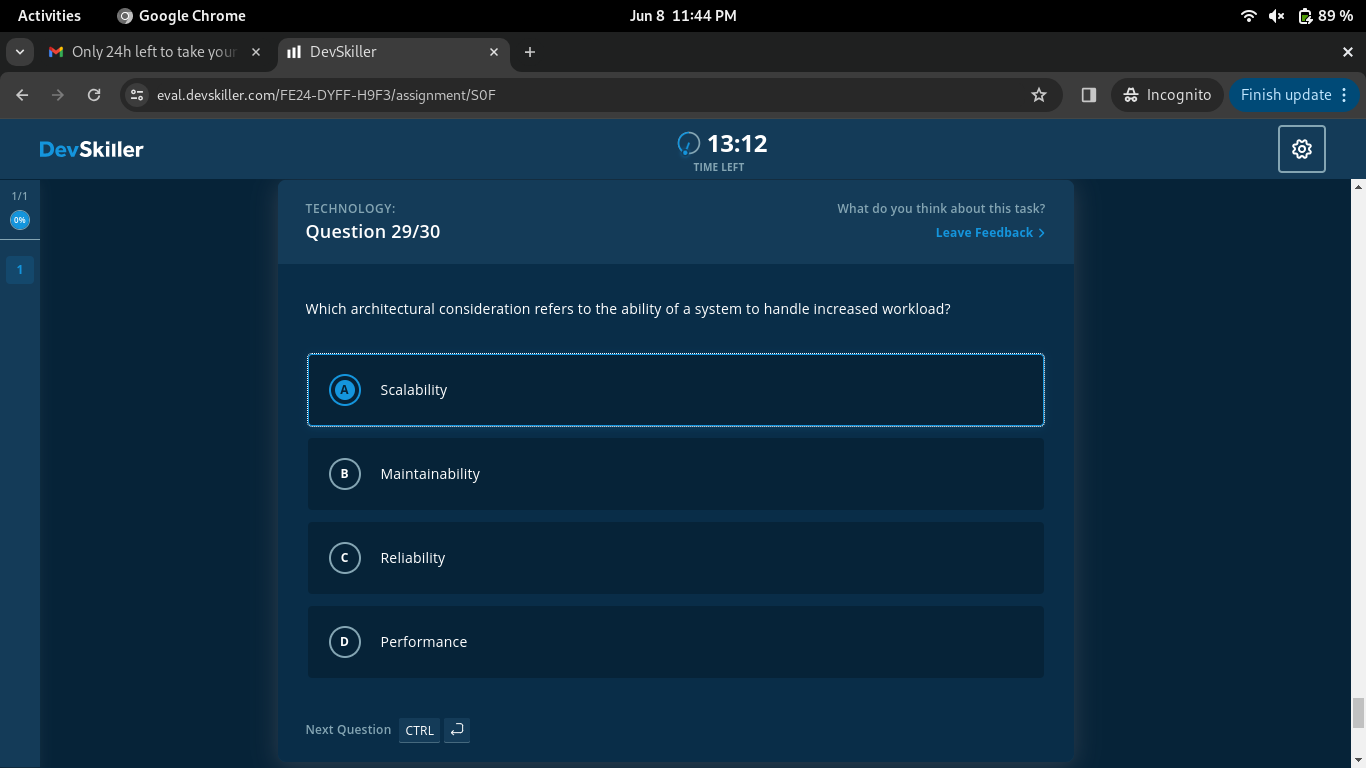 Activities Google Chrome Jun 8 11:44 PM 89 %
Only 24h left to take your DevSkiller
eval.devskiller.com/FE24-DYFF-H9F3/assignment/S0F Incognito Finish update
DevSkiller 13:12
TIME LEFT
1/1
0%
1
TECHNOLOGY: What do you think about this task?
Question 29/30 Leave Feedback
Which architectural consideration refers to the ability of a system to handle increased workload?
A Scalability
B Maintainability
C Reliability
D Performance
Next Question CTRL